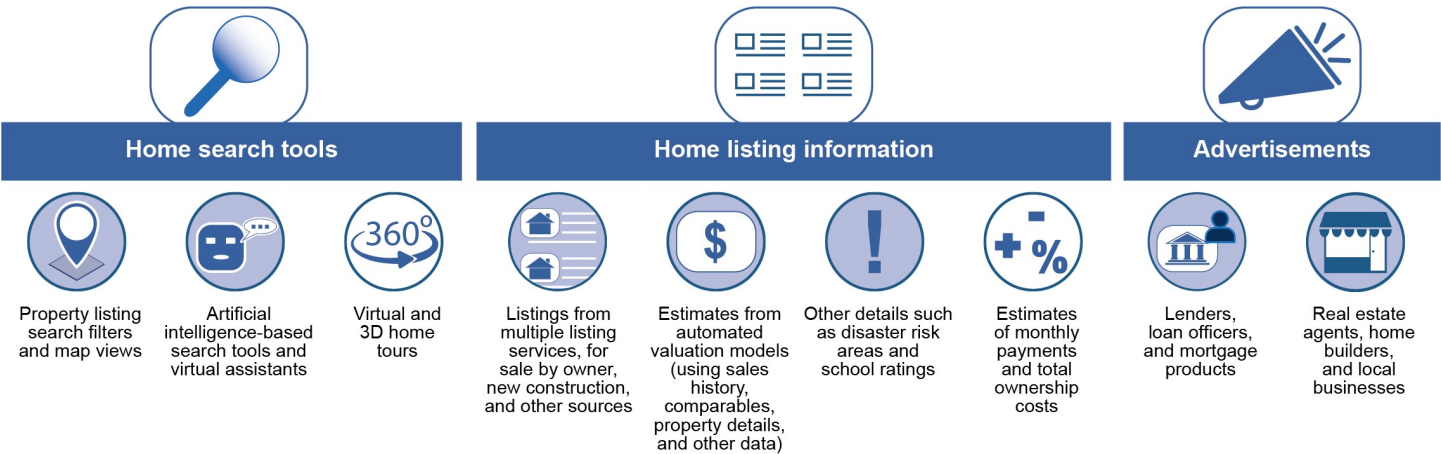 Home search tools
Property listing
search filters
and map views
Artificial
intelligence-based
search tools and
virtual assistants
360°
Virtual and
3D home
tours
Home listing information
Listings from
multiple listing
services, for
sale by owner,
new construction,
and other sources
$
Estimates from
automated
valuation models
(using sales
history,
comparables,
property details,
and other data)
!
Other details such
as disaster risk
areas and
school ratings
-
+ %
Estimates
of monthly
payments
and total
ownership
costs
Advertisements
Lenders,
loan officers,
and mortgage
products
Real estate
agents, home
builders,
and local
businesses